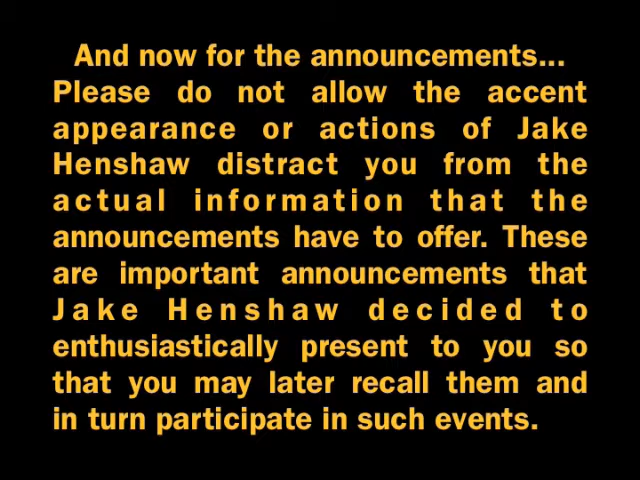 And now for the announcements...
Please do not allow the accent
appearance or actions of Jake
Henshaw distract you from the
actual information that the
announcements have to offer. These
are important announcements that
Jake Henshaw decided to
enthusiastically present to you so
that you may later recall them and
in turn participate in such events.